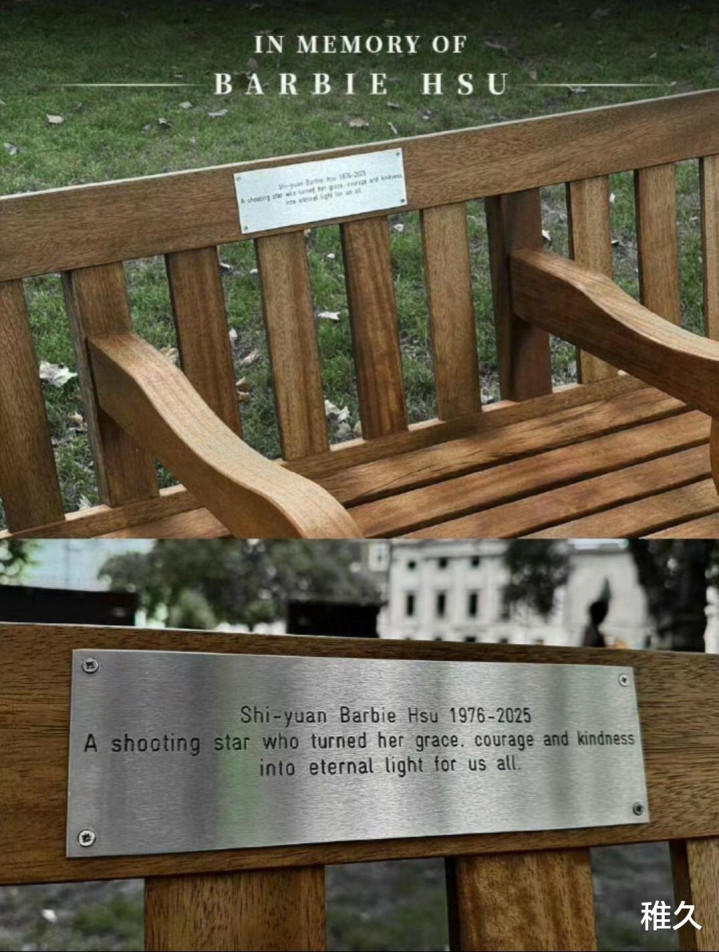 IN MEMORY OF
BARBIE HSU
Shi-yuan Barbie Hsu 1976-2025
A shooting star who turned her grace, courage and kindness
into eternal light for us all.
Shi-yuan Barbie Hsu 1976-2025
A shooting star who turned her grace, courage and kindness
into eternal light for us all.
稚久